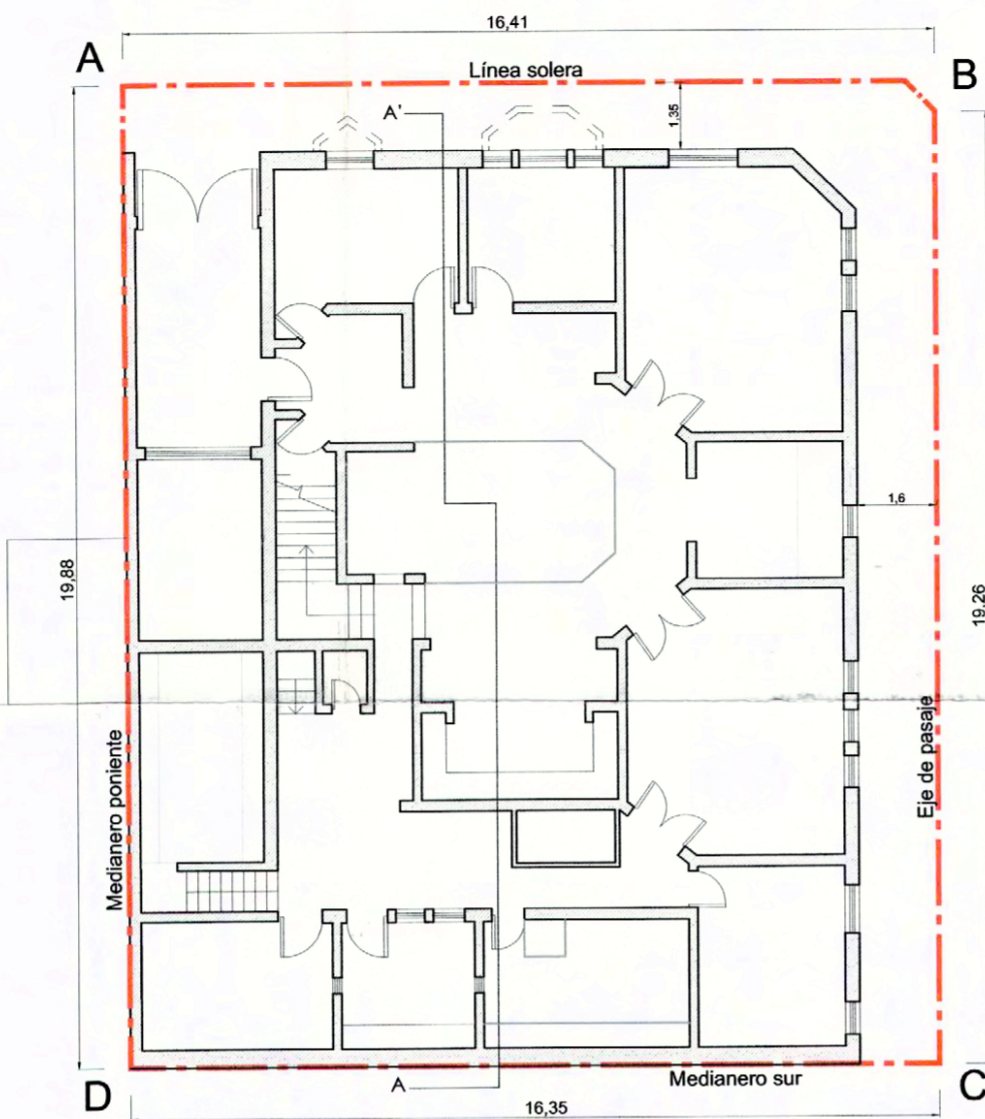 16,41
A
B
Línea solera
A'
1,35
1,6
19,88
19,26
Medianero poniente
Eje de pasaje
D
A
Medianero sur
C
16,35